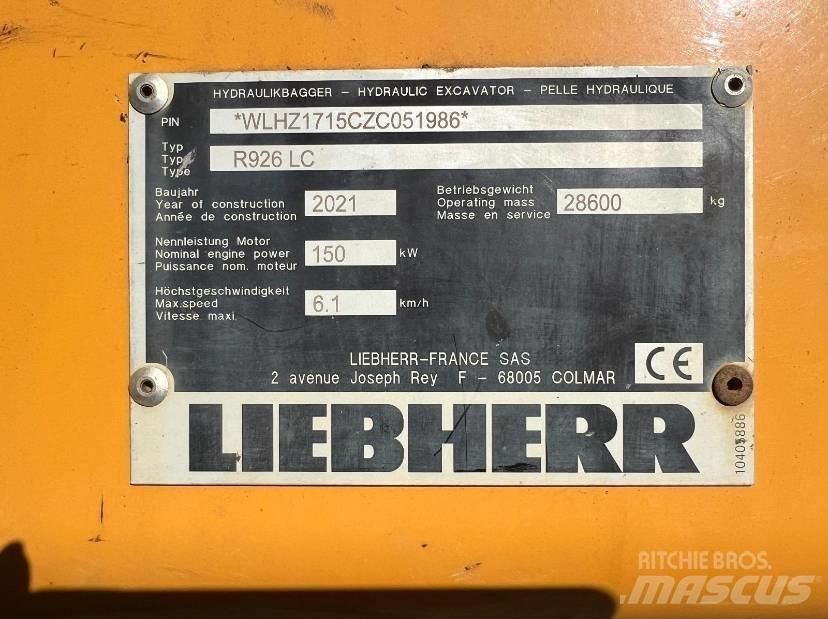 HYDRAULIKBAGGER - HYDRAULIC EXCAVATOR - PELLE HYDRAULIQUE
PIN *WLHZ1715CZC051986*
Typ
Type R926 LC
Type
Baujahr
Year of construction 2021
Année de construction
Betriebsgewicht
Operating mass 28600 kg
Masse en service
Nennleistung Motor
Nominal engine power 150 kW
Puissance nom. moteur
Höchstgeschwindigkeit
Max.speed 6.1 km/h
Vitesse maxi.
LIEBHERR-FRANCE SAS
2 avenue Joseph Rey F - 68005 COLMAR
CE
LIEBHERR
10405886
RITCHIE BROS.
MASCUS